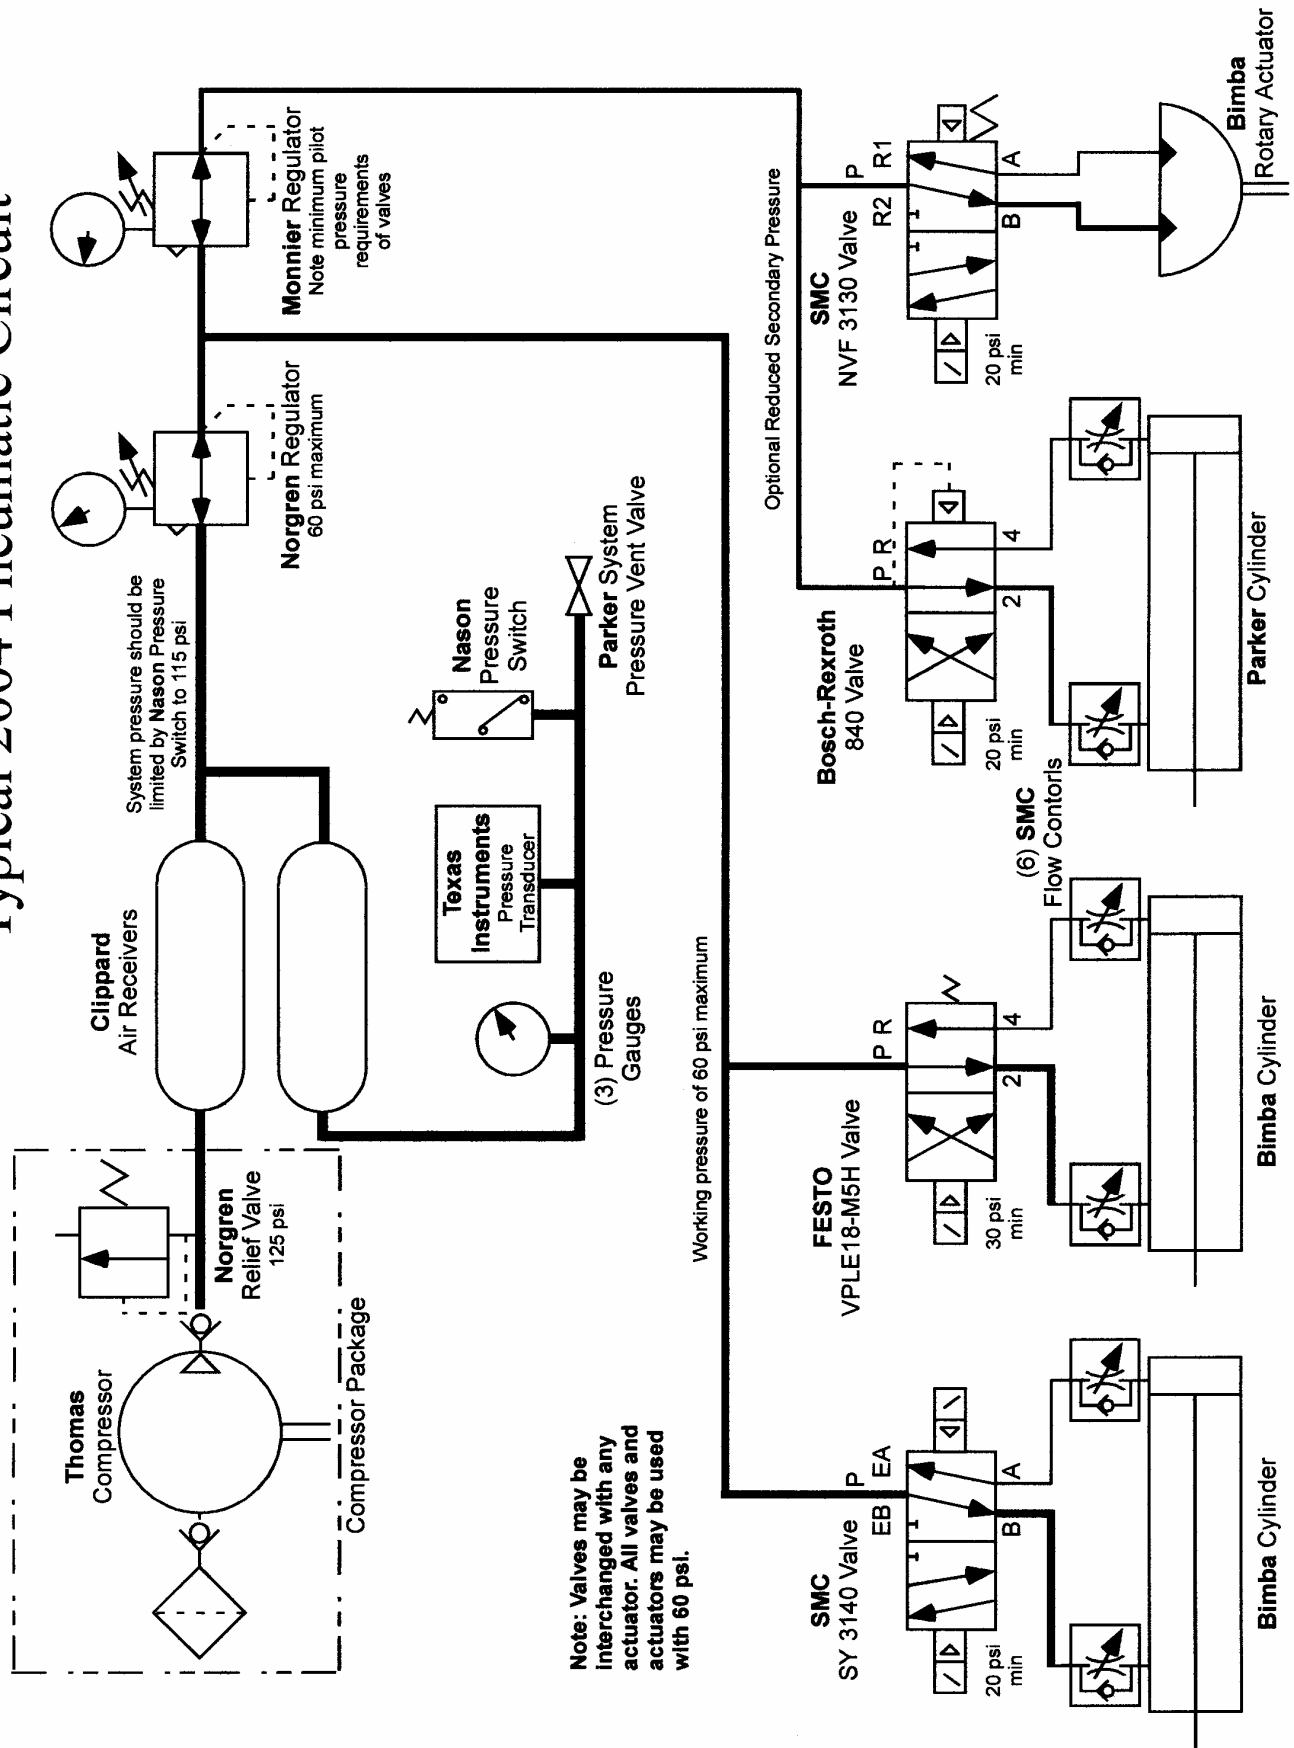 Typical 2004 Pneumatic Circuit
Thomas
Compressor
Compressor Package
Norgren
Relief Valve
125 psi
Clippard
Air Receivers
System pressure should be
limited by Nason Pressure
Switch to 115 psi
Norgren Regulator
60 psi maximum
Monnier Regulator
Note minimum pilot
pressure
requirements
of valves
(3) Pressure
Gauges
Texas
Instruments
Pressure
Transducer
Nason
Pressure
Switch
Parker System
Pressure Vent Valve
Note: Valves may be
interchanged with any
actuator. All valves and
actuators may be used
with 60 psi.
Working pressure of 60 psi maximum
Optional Reduced Secondary Pressure
SMC
SY 3140 Valve
EB
P
EA
20 psi
min
B
A
Bimba Cylinder
FESTO
VPLE18-M5H Valve
P R
30 psi
min
2
4
Bimba Cylinder
(6) SMC
Flow Contorls
Bosch-Rexroth
840 Valve
P R
20 psi
min
2
4
Parker Cylinder
SMC
NVF 3130 Valve
R2
P
R1
20 psi
min
B
A
Bimba
Rotary Actuator